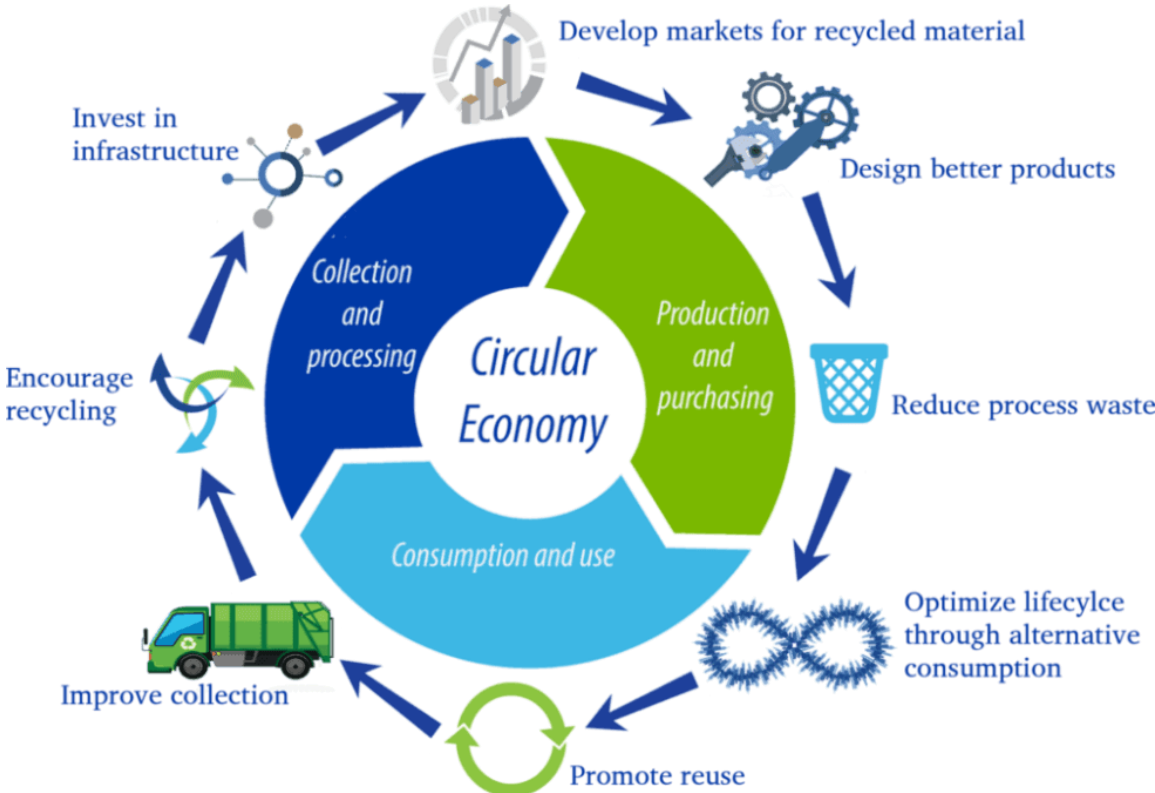 Develop markets for recycled material
Design better products
Reduce process waste
Optimize lifecylce
through alternative
consumption
Promote reuse
Improve collection
Encourage
recycling
Invest in
infrastructure
Collection
and
processing
Production
and
purchasing
Consumption and use
Circular
Economy